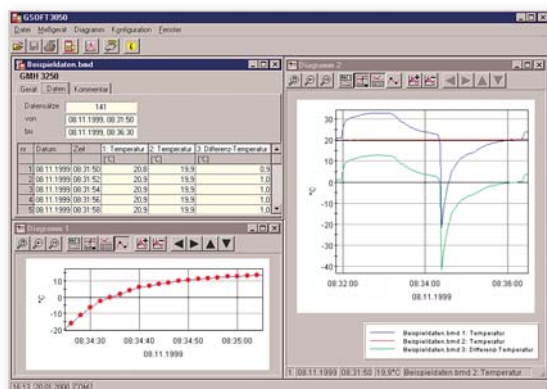 GSOFT3050
Datei Meßgerät Diagramm Konfiguration Fenster
Beispieldaten.bmd
GMH 3250
Gerät Daten Kommentar
Datensätze 141
von 08.11.1999, 08:31:50
bis 08.11.1999, 08:36:30
nr Datum Zeit 1: Temperatur 2: Temperatur 3: Differenz-Temperatur
[°C] [°C] [°C]
1 08.11.1999 08:31:50 20,8 19,9 0,9
2 08.11.1999 08:31:52 20,9 19,9 1,0
3 08.11.1999 08:31:54 20,9 19,9 1,0
4 08.11.1999 08:31:56 20,9 19,9 1,0
5 08.11.1999 08:31:58 20,9 19,9 1,0
Diagramm 1
°C
10
0
-10
-20
08:34:30 08:34:40 08:34:50 08:35:00
08.11.1999
Diagramm 2
°C
30
20
10
0
-10
-20
-30
-40
08:32:00 08:34:00 08:36:00
08.11.1999
Beispieldaten.bmd 1: Temperatur
Beispieldaten.bmd 2: Temperatur
Beispieldaten.bmd 3: Differenz-Temperatur
1 08.11.1999 08:31:50 19,9°C Beispieldaten.bmd 2: Temperatur
16:13 20.01.2000 COM2